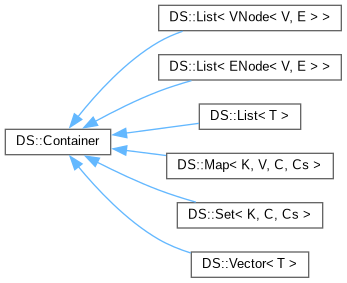 DS::List< VNode< V, E > >
DS::List< ENode< V, E > >
DS::List< T >
DS::Container
DS::Map< K, V, C, Cs >
DS::Set< K, C, Cs >
DS::Vector< T >